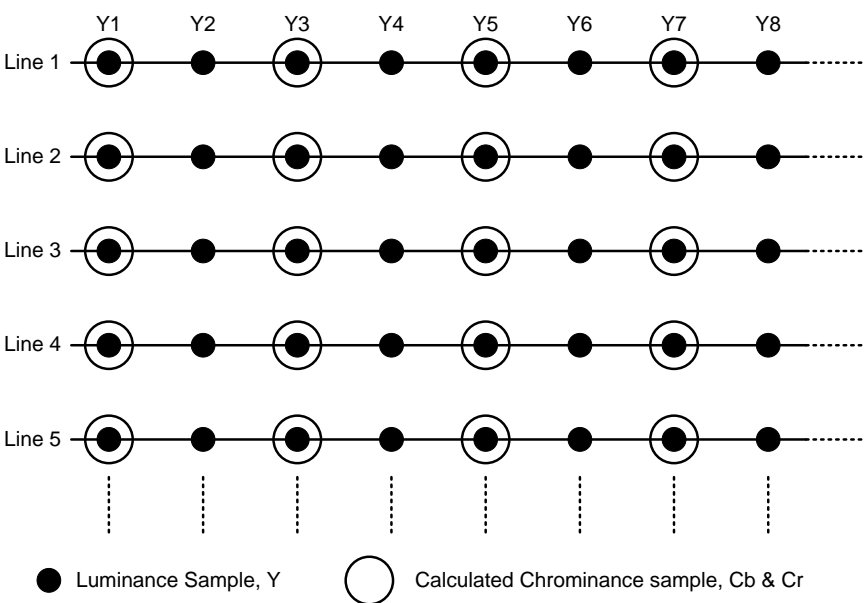 Y1 Y2 Y3 Y4 Y5 Y6 Y7 Y8
Line 1
Line 2
Line 3
Line 4
Line 5
Luminance Sample, Y Calculated Chrominance sample, Cb & Cr